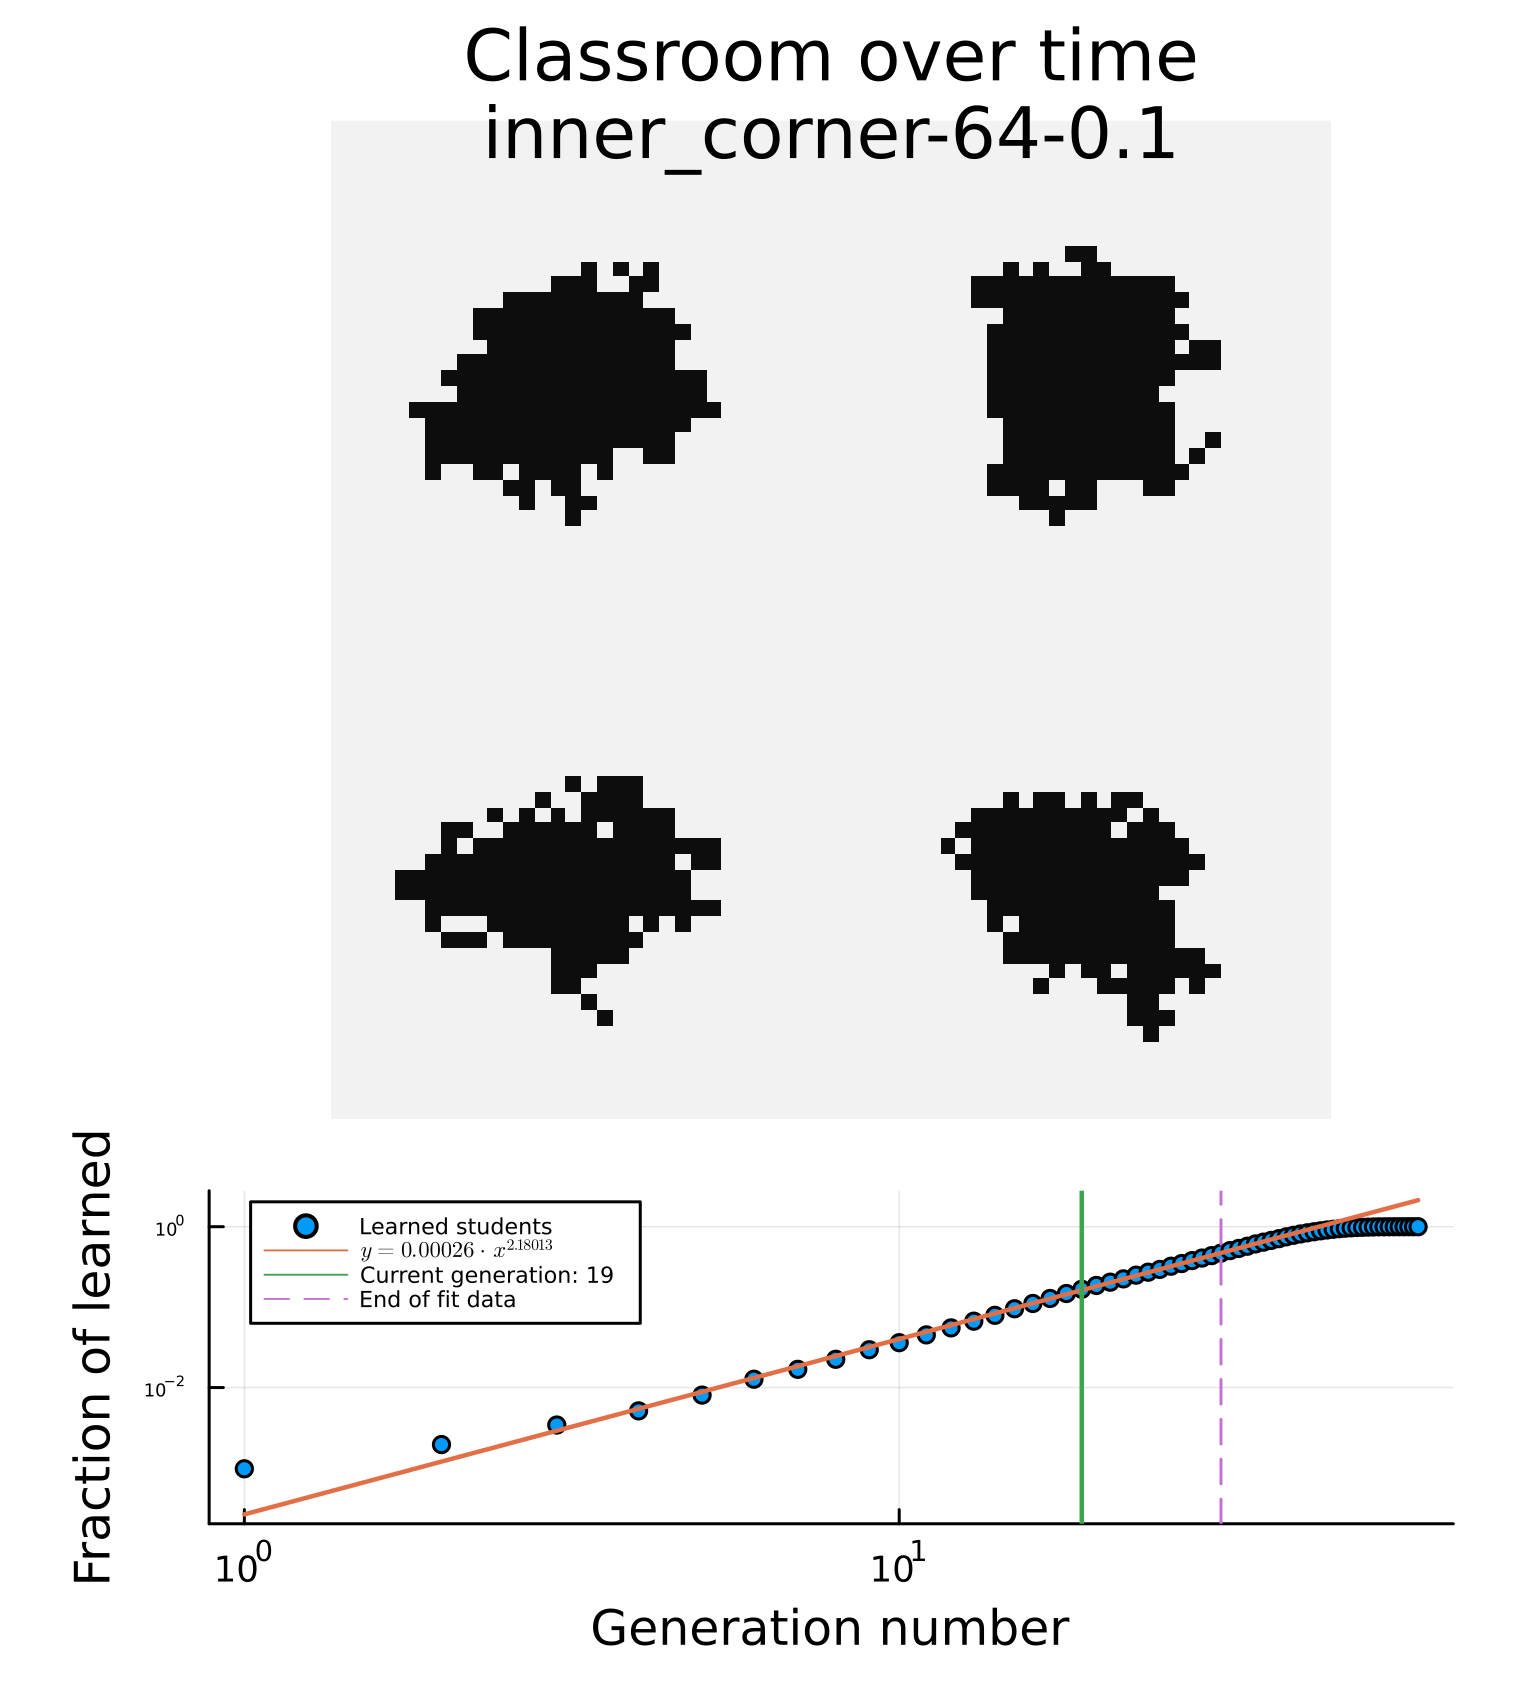 Classroom over time
inner_corner-64-0.1
Fraction of learned
10^0
10^−2
Learned students
y = 0.00026 · x^2.18013
Current generation: 19
End of fit data
10^0
10^1
Generation number